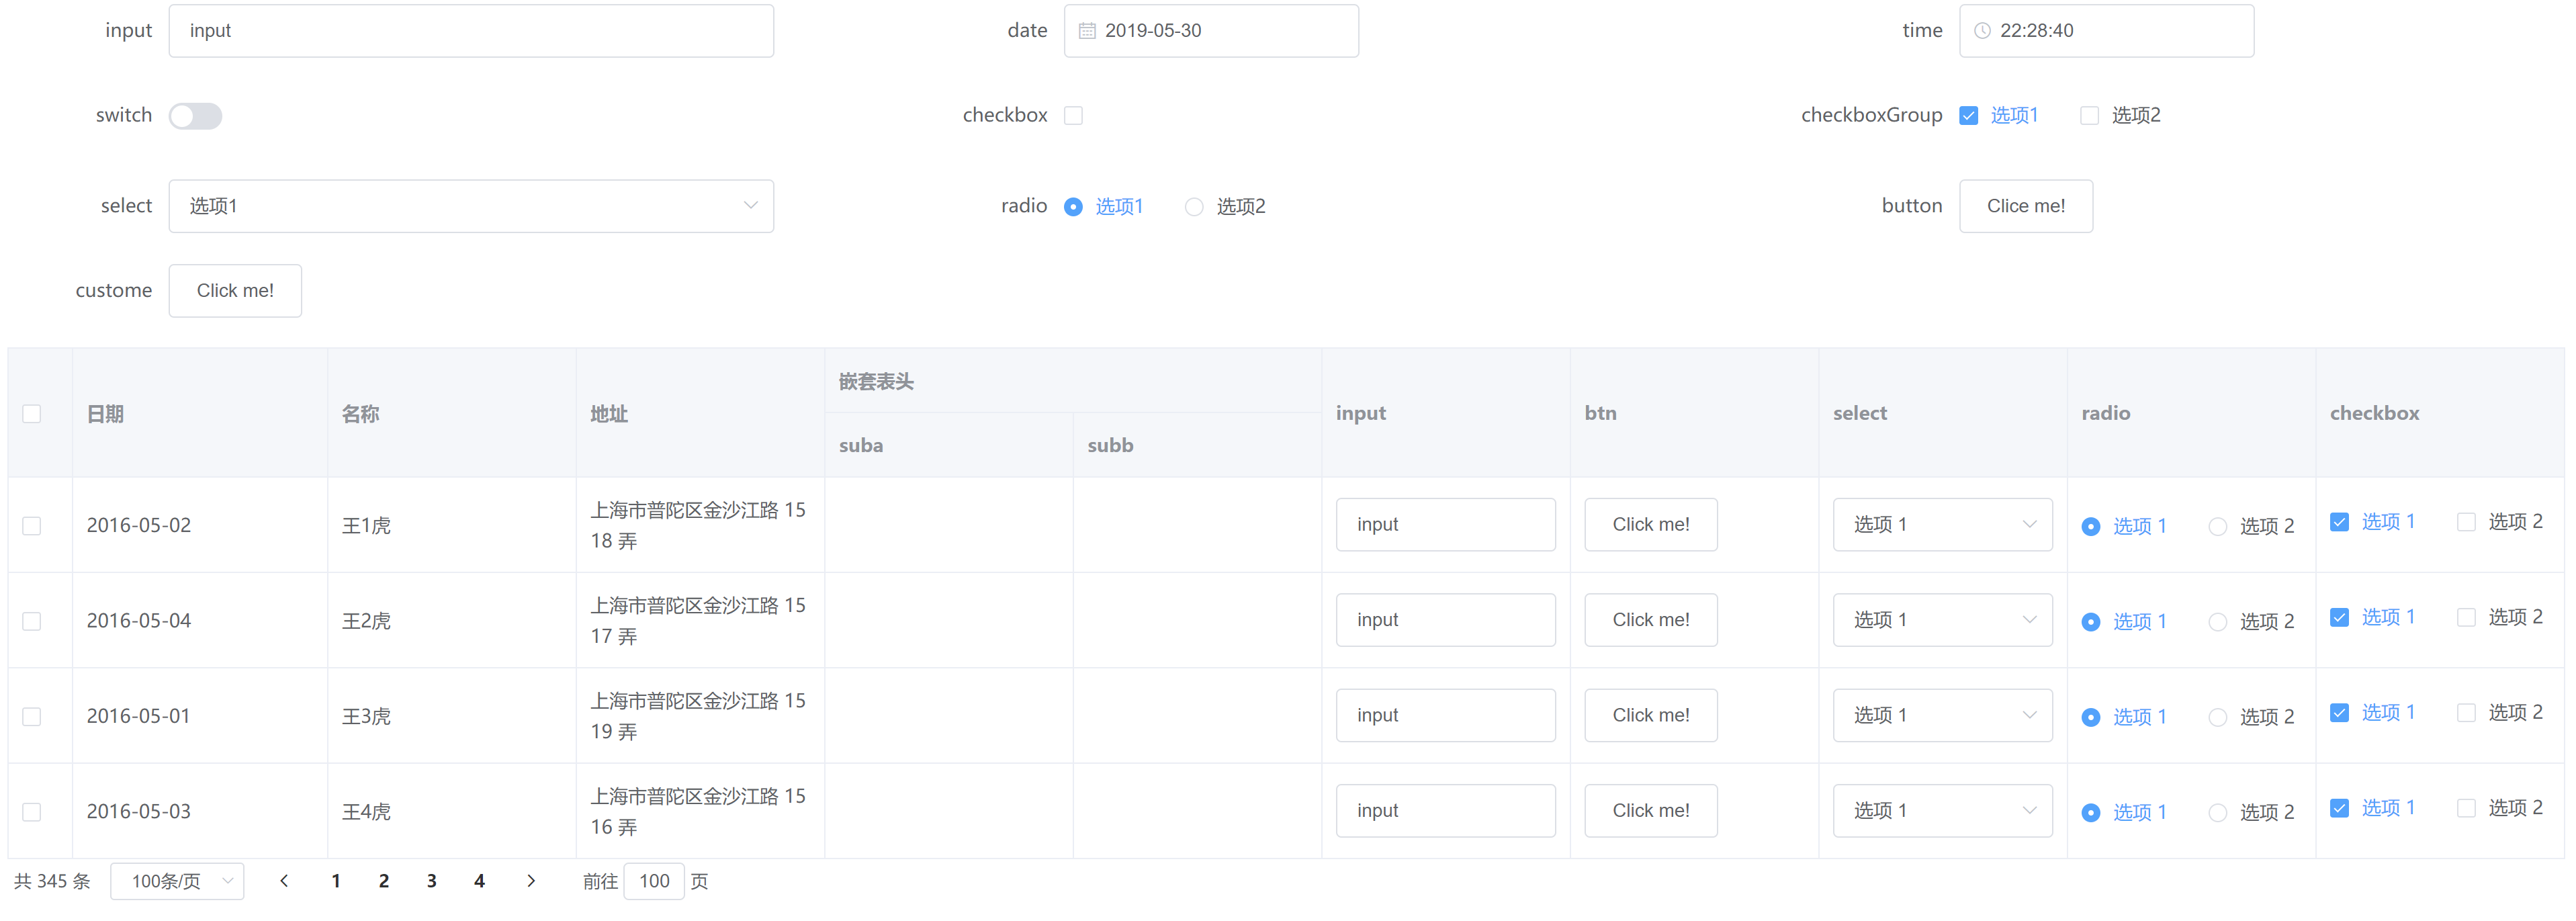 input input date 2019-05-30 time 22:28:40
switch checkbox checkboxGroup 选项1 选项2
select 选项1 radio 选项1 选项2 button Clice me!
custome Click me!
嵌套表头
日期 名称 地址 input btn select radio checkbox
suba subb
2016-05-02 王1虎 上海市普陀区金沙江路 15 input Click me! 选项 1 选项 1 选项 2 选项 1 选项 2
18 弄
2016-05-04 王2虎 上海市普陀区金沙江路 15 input Click me! 选项 1 选项 1 选项 2 选项 1 选项 2
17 弄
2016-05-01 王3虎 上海市普陀区金沙江路 15 input Click me! 选项 1 选项 1 选项 2 选项 1 选项 2
19 弄
2016-05-03 王4虎 上海市普陀区金沙江路 15 input Click me! 选项 1 选项 1 选项 2 选项 1 选项 2
16 弄
共 345 条 100条/页 1 2 3 4 前往 100 页